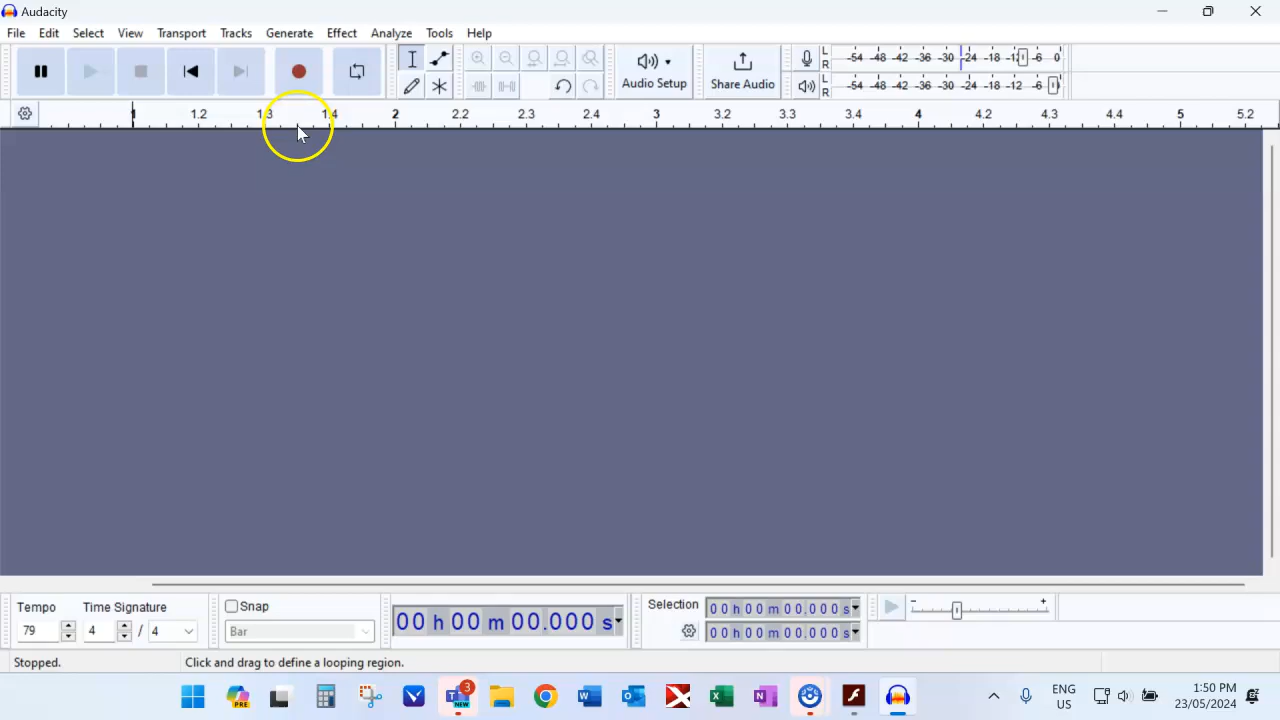 Audacity
File Edit Select View Transport Tracks Generate Effect Analyze Tools Help
Audio Setup
Share Audio
L R -54 -48 -42 -36 -30 -24 -18 -12 -6 0
L R -54 -48 -42 -36 -30 -24 -18 -12 -6
1 1.2 1.3 1.4 2 2.2 2.3 2.4 3 3.2 3.3 3.4 4 4.2 4.3 4.4 5 5.2
Tempo Time Signature Snap Selection
79 4 / 4 Bar
00 h 00 m 00.000 s
00 h 00 m 00.000 s
00 h 00 m 00.000 s
- +
Stopped. Click and drag to define a looping region.
PRE
3
NEW
ENG
US
1:50 PM
23/05/2024